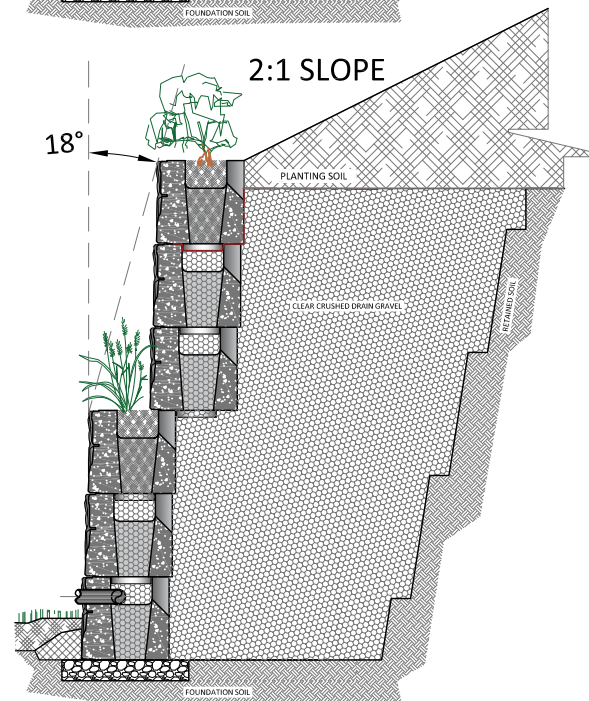 FOUNDATION SOIL
2:1 SLOPE
18°
PLANTING SOIL
CLEAR CRUSHED DRAIN GRAVEL
RETAINED SOIL
FOUNDATION SOIL